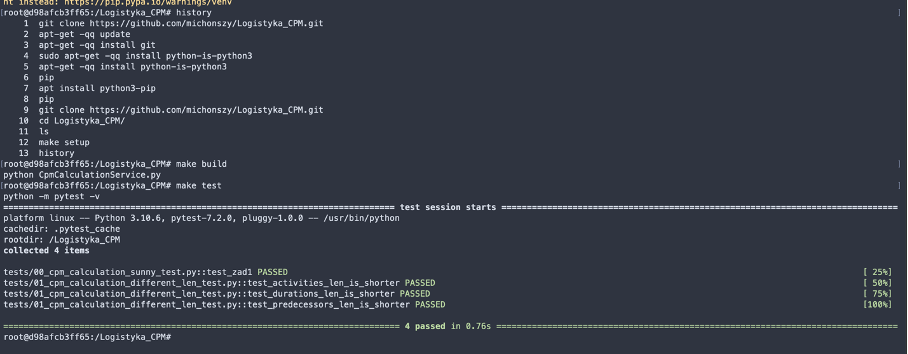 nt instead: https://pip.pypa.io/warnings/venv
[root@d98afcb3ff65:/Logistyka_CPM# history ]
1 git clone https://github.com/michonszy/Logistyka_CPM.git
2 apt-get -qq update
3 apt-get -qq install git
4 sudo apt-get -qq install python-is-python3
5 apt-get -qq install python-is-python3
6 pip
7 apt install python3-pip
8 pip
9 git clone https://github.com/michonszy/Logistyka_CPM.git
10 cd Logistyka_CPM/
11 ls
12 make setup
13 history
[root@d98afcb3ff65:/Logistyka_CPM# make build ]
python CpmCalculationService.py
[root@d98afcb3ff65:/Logistyka_CPM# make test ]
python -m pytest -v
=== test session starts ===
platform linux -- Python 3.10.6, pytest-7.2.0, pluggy-1.0.0 -- /usr/bin/python
cachedir: .pytest_cache
rootdir: /Logistyka_CPM
collected 4 items
tests/00_cpm_calculation_sunny_test.py::test_zad1 PASSED [ 25%]
tests/01_cpm_calculation_different_len_test.py::test_activities_len_is_shorter PASSED [ 50%]
tests/01_cpm_calculation_different_len_test.py::test_durations_len_is_shorter PASSED [ 75%]
tests/01_cpm_calculation_different_len_test.py::test_predecessors_len_is_shorter PASSED [100%]
=== 4 passed in 0.76s ===
root@d98afcb3ff65:/Logistyka_CPM#